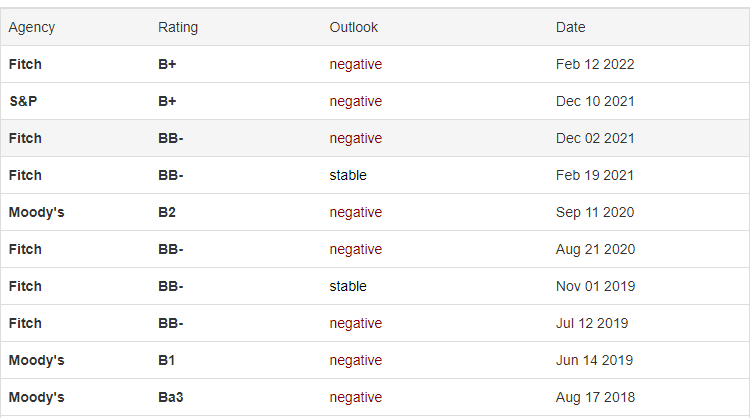 Agency Rating Outlook Date
Fitch B+ negative Feb 12 2022
S&P B+ negative Dec 10 2021
Fitch BB- negative Dec 02 2021
Fitch BB- stable Feb 19 2021
Moody's B2 negative Sep 11 2020
Fitch BB- negative Aug 21 2020
Fitch BB- stable Nov 01 2019
Fitch BB- negative Jul 12 2019
Moody's B1 negative Jun 14 2019
Moody's Ba3 negative Aug 17 2018